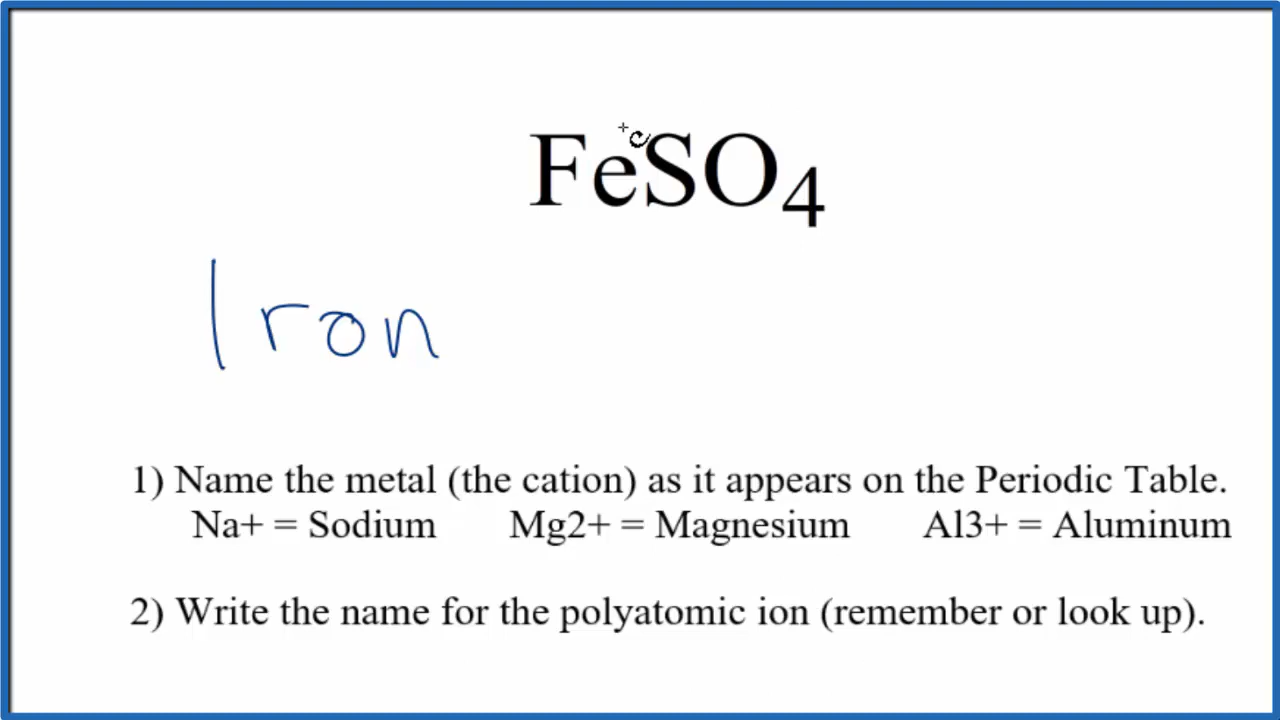 FeSO₄
Iron
1) Name the metal (the cation) as it appears on the Periodic Table.
Na+ = Sodium Mg2+ = Magnesium Al3+ = Aluminum
2) Write the name for the polyatomic ion (remember or look up).